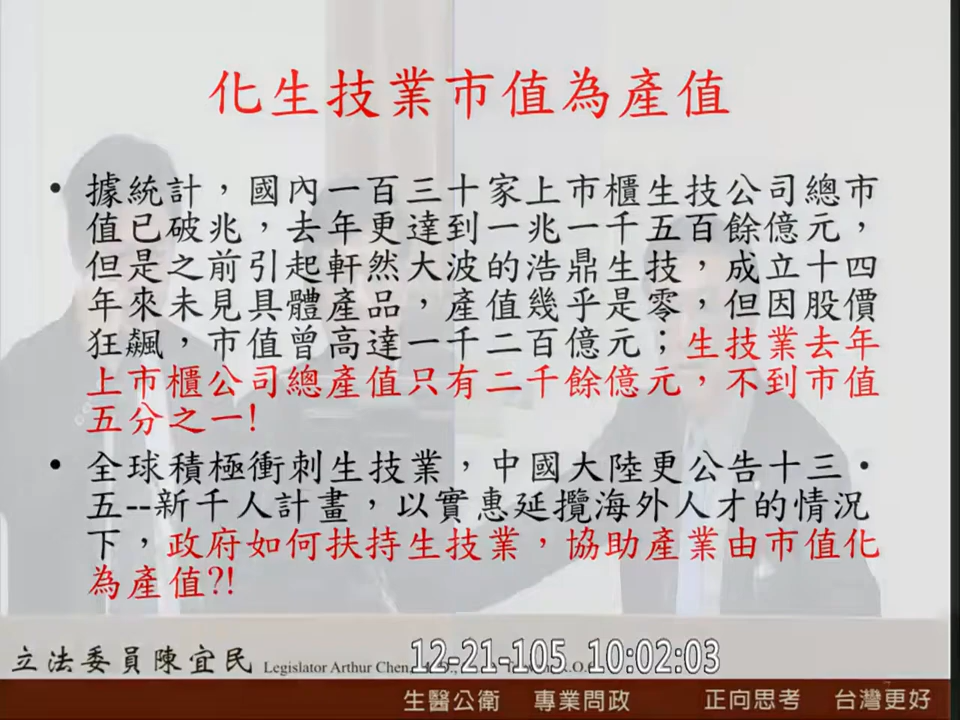 化生技業市值為產值
• 據統計，國內一百三十家上市櫃生技公司總市
值已破兆，去年更達到一兆一千五百餘億元，
但是之前引起軒然大波的浩鼎生技，成立十四
年來未見具體產品，產值幾乎是零，但因股價
狂飆，市值曾高達一千二百億元；生技業去年
上市櫃公司總產值只有二千餘億元，不到市值
五分之一!
• 全球積極衝刺生技業，中國大陸更公告十三•
五--新千人計畫，以實惠延攬海外人才的情況
下，政府如何扶持生技業，協助產業由市值化
為產值?!
立法委員陳宜民 Legislator Arthur Chen
12-21-105 10:02:03
生醫公衛 專業問政 正向思考 台灣更好